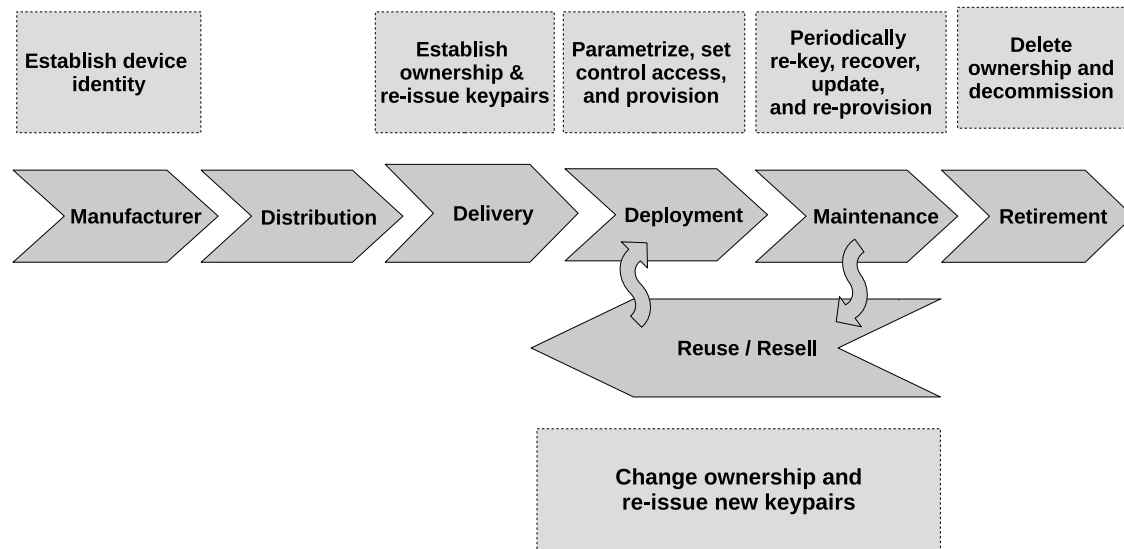 Establish device
identity
Establish
ownership &
re-issue keypairs
Parametrize, set
control access,
and provision
Periodically
re-key, recover,
update,
and re-provision
Delete
ownership and
decommission
Manufacturer
Distribution
Delivery
Deployment
Maintenance
Retirement
Reuse / Resell
Change ownership and
re-issue new keypairs